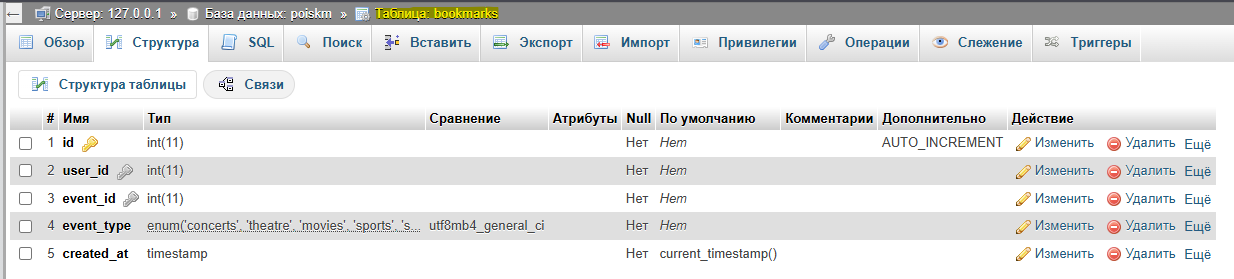 ← Сервер: 127.0.0.1 » База данных: poiskm » Таблица: bookmarks
Обзор Структура SQL Поиск Вставить Экспорт Импорт Привилегии Операции Слежение Триггеры
Структура таблицы Связи
# Имя Тип Сравнение Атрибуты Null По умолчанию Комментарии Дополнительно Действие
1 id int(11) Нет Нет AUTO_INCREMENT Изменить Удалить Ещё
2 user_id int(11) Нет Нет Изменить Удалить Ещё
3 event_id int(11) Нет Нет Изменить Удалить Ещё
4 event_type enum('concerts', 'theatre', 'movies', 'sports', 's... utf8mb4_general_ci Нет Нет Изменить Удалить Ещё
5 created_at timestamp Нет current_timestamp() Изменить Удалить Ещё